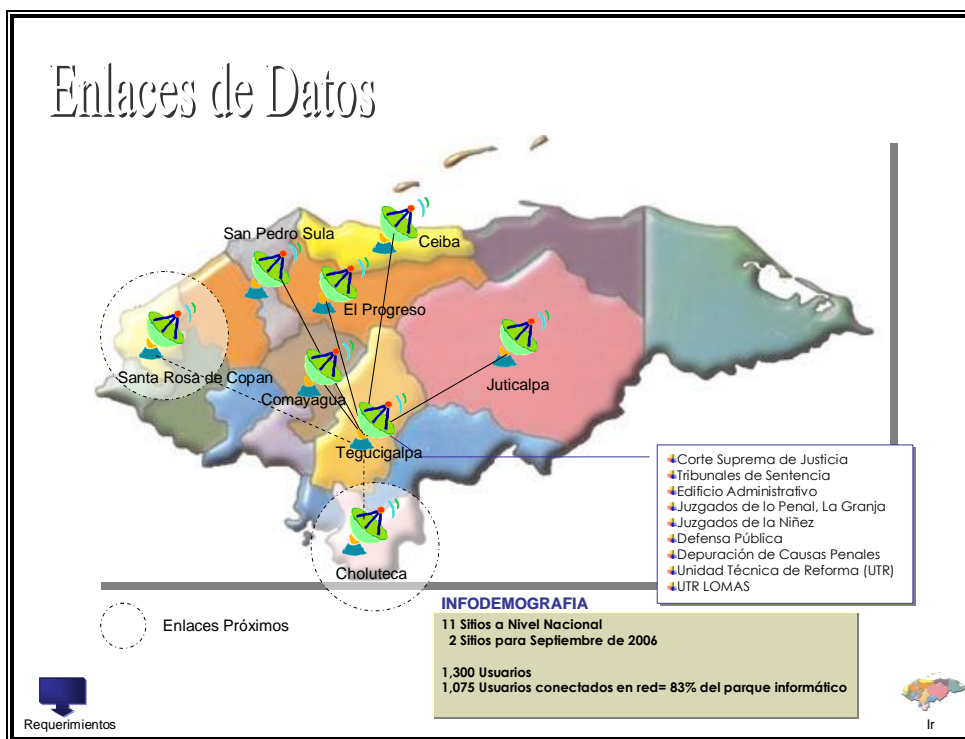 Enlaces de Datos
San Pedro Sula
Ceiba
El Progreso
Santa Rosa de Copan
Comayagua
Juticalpa
Tegucigalpa
Choluteca
Corte Suprema de Justicia
Tribunales de Sentencia
Edificio Administrativo
Juzgados de lo Penal, La Granja
Juzgados de la Niñez
Defensa Pública
Depuración de Causas Penales
Unidad Técnica de Reforma (UTR)
UTR LOMAS
Enlaces Próximos
INFODEMOGRAFIA
11 Sitios a Nivel Nacional
2 Sitios para Septiembre de 2006
1,300 Usuarios
1,075 Usuarios conectados en red= 83% del parque informático
Requerimientos
Ir